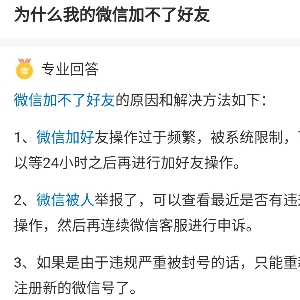 为什么我的微信加不了好友
专业回答
微信加不了好友的原因和解决方法如下：
1、微信加好友操作过于频繁，被系统限制，
以等24小时之后再进行加好友操作。
2、微信被人举报了，可以查看最近是否有违
操作，然后再连续微信客服进行申诉。
3、如果是由于违规严重被封号的话，只能重
注册新的微信号了。